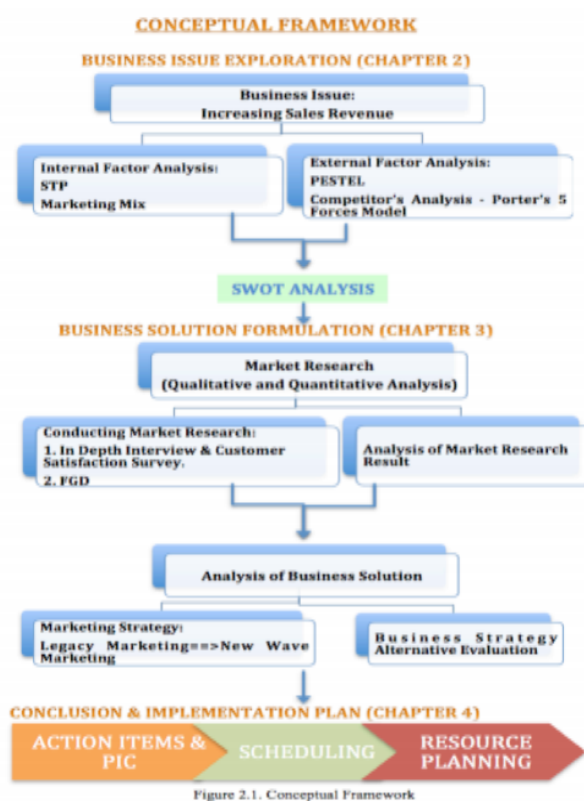 CONCEPTUAL FRAMEWORK
BUSINESS ISSUE EXPLORATION (CHAPTER 2)
Business Issue:
Increasing Sales Revenue
Internal Factor Analysis:
STP
Marketing Mix
External Factor Analysis:
PESTEL
Competitor's Analysis - Porter's 5
Forces Model
SWOT ANALYSIS
BUSINESS SOLUTION FORMULATION (CHAPTER 3)
Market Research
(Qualitative and Quantitative Analysis)
Conducting Market Research:
1. In Depth Interview & Customer
Satisfaction Survey.
2. FGD
Analysis of Market Research
Result
Analysis of Business Solution
Marketing Strategy:
Legacy Marketing==>New Wave
Marketing
Business Strategy
Alternative Evaluation
CONCLUSION & IMPLEMENTATION PLAN (CHAPTER 4)
ACTION ITEMS &
PIC
SCHEDULING
RESOURCE
PLANNING
Figure 2.1. Conceptual Framework